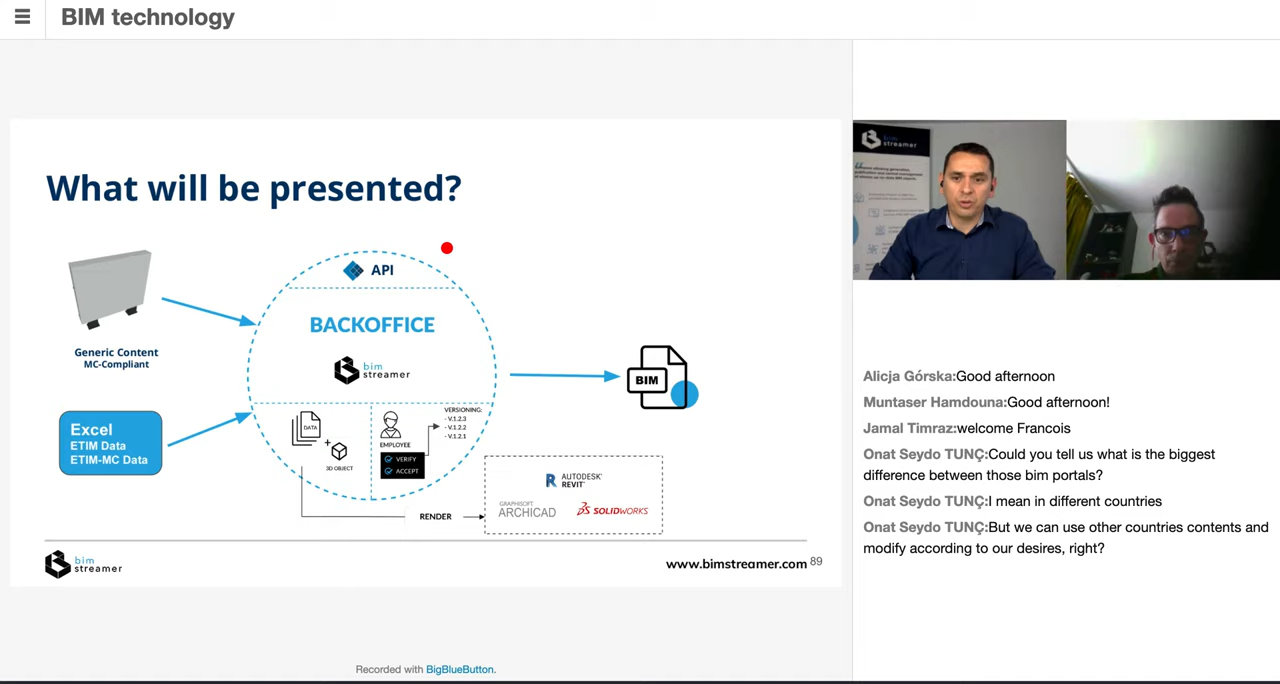 BIM technology
What will be presented?
API
BACKOFFICE
bim
streamer
Generic Content
MC-Compliant
Excel
ETIM Data
ETIM-MC Data
DATA
+
3D OBJECT
EMPLOYEE
VERIFY
ACCEPT
VERSIONING:
- V.1.2.3
- V.1.2.2
- V.1.2.1
RENDER
AUTODESK®
REVIT®
GRAPHISOFT
ARCHICAD
SOLIDWORKS
BIM
bim
streamer
www.bimstreamer.com 89
Recorded with BigBlueButton.
bim
streamer
Alicja Górska:Good afternoon
Muntaser Hamdouna:Good afternoon!
Jamal Timraz:welcome Francois
Onat Seydo TUNÇ:Could you tell us what is the biggest
difference between those bim portals?
Onat Seydo TUNÇ:I mean in different countries
Onat Seydo TUNÇ:But we can use other countries contents and
modify according to our desires, right?